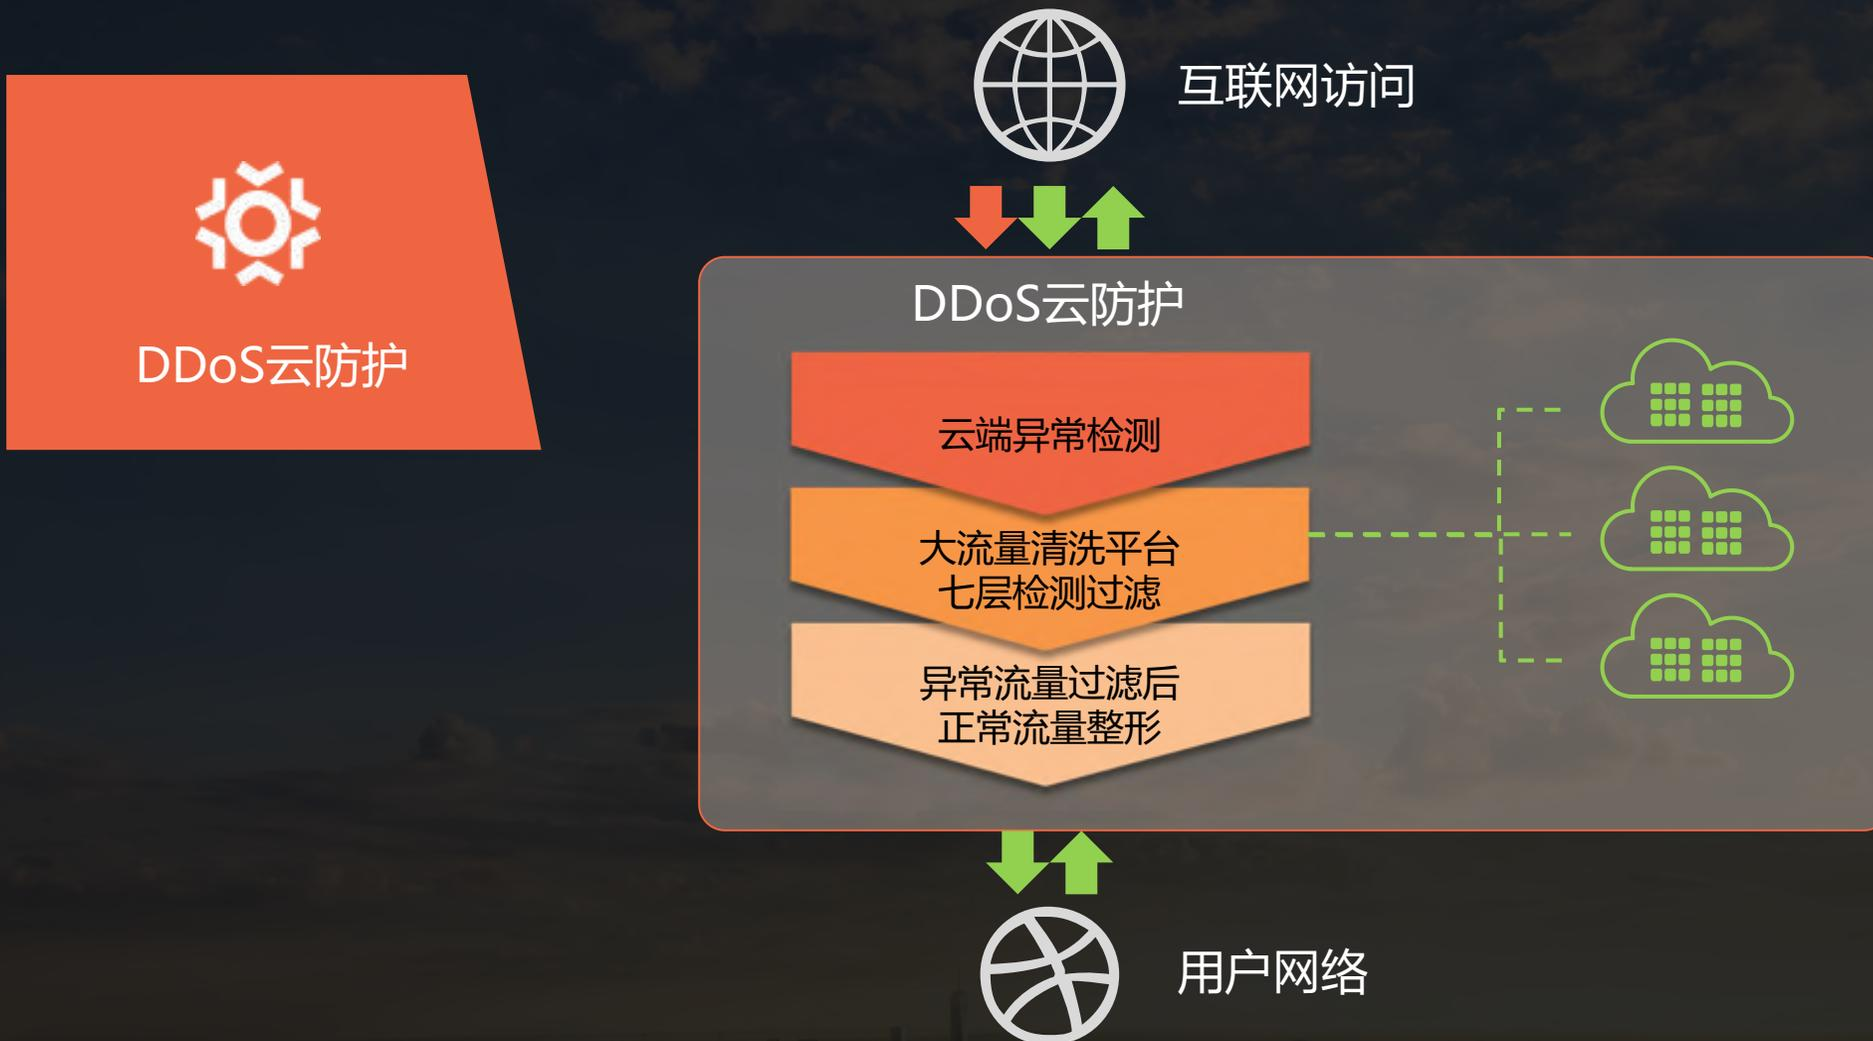 互联网访问
DDoS云防护
DDoS云防护
云端异常检测
大流量清洗平台
七层检测过滤
异常流量过滤后
正常流量整形
用户网络